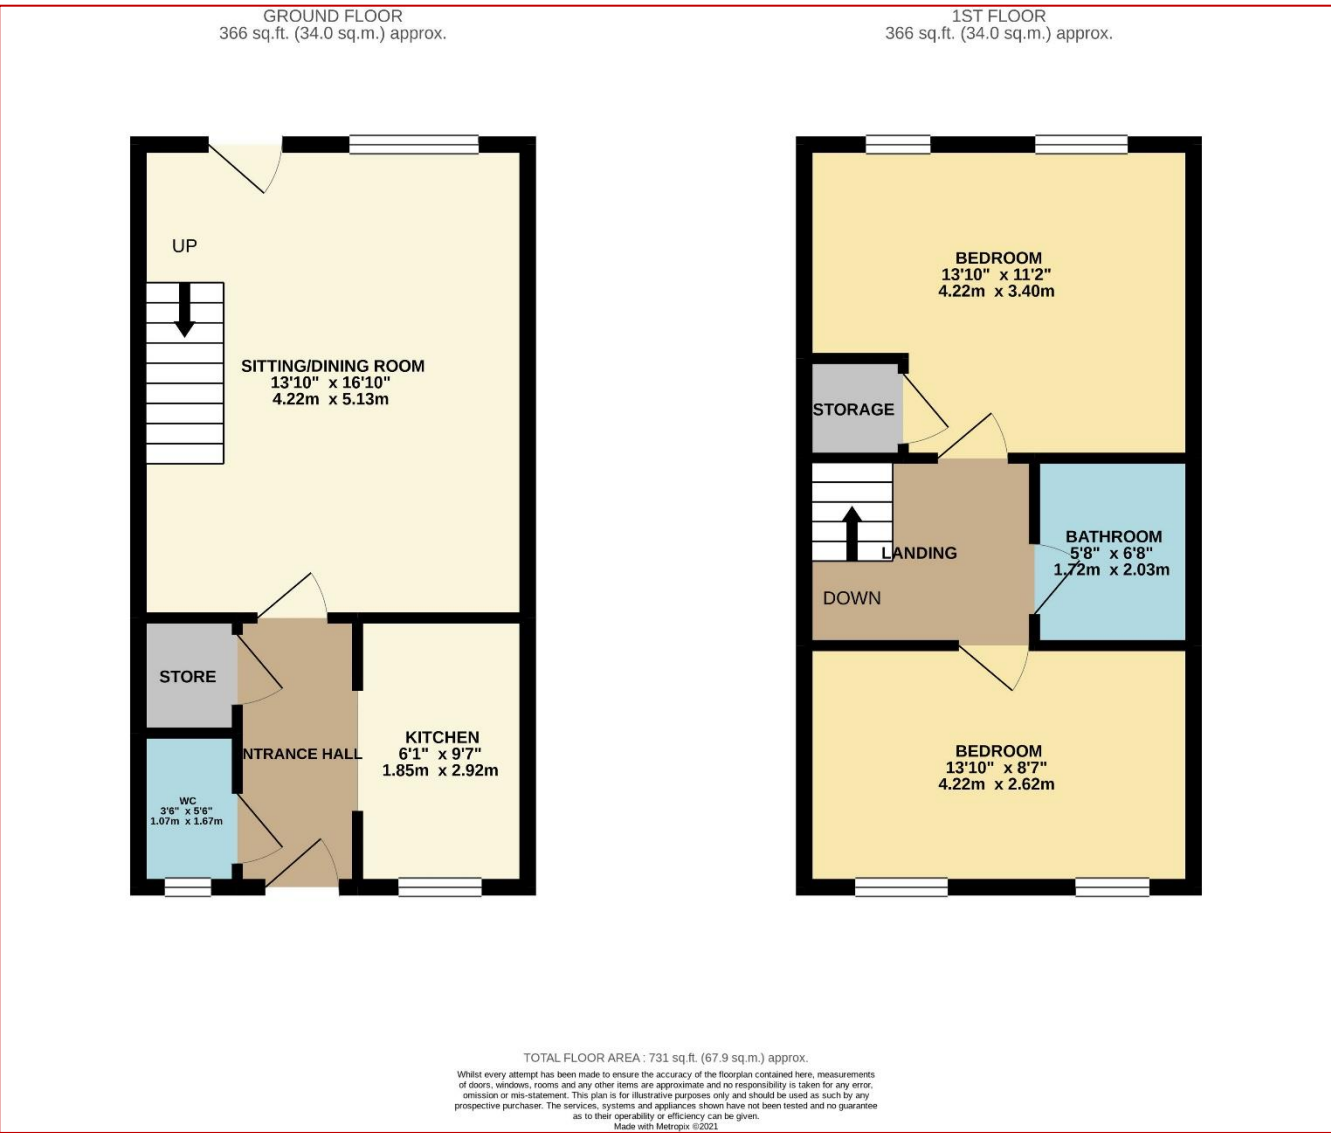 GROUND FLOOR
366 sq.ft. (34.0 sq.m.) approx.
1ST FLOOR
366 sq.ft. (34.0 sq.m.) approx.
UP
SITTING/DINING ROOM
13'10" x 16'10"
4.22m x 5.13m
STORE
NTRANCE HALL
KITCHEN
6'1" x 9'7"
1.85m x 2.92m
WC
3'6" x 5'6"
1.07m x 1.67m
BEDROOM
13'10" x 11'2"
4.22m x 3.40m
STORAGE
LANDING
DOWN
BATHROOM
5'8" x 6'8"
1.72m x 2.03m
BEDROOM
13'10" x 8'7"
4.22m x 2.62m
TOTAL FLOOR AREA : 731 sq.ft. (67.9 sq.m.) approx.
Whilst every attempt has been made to ensure the accuracy of the floorplan contained here, measurements
of doors, windows, rooms and any other items are approximate and no responsibility is taken for any error,
omission or mis-statement. This plan is for illustrative purposes only and should be used as such by any
prospective purchaser. The services, systems and appliances shown have not been tested and no guarantee
as to their operability or efficiency can be given.
Made with Metropix ©2021